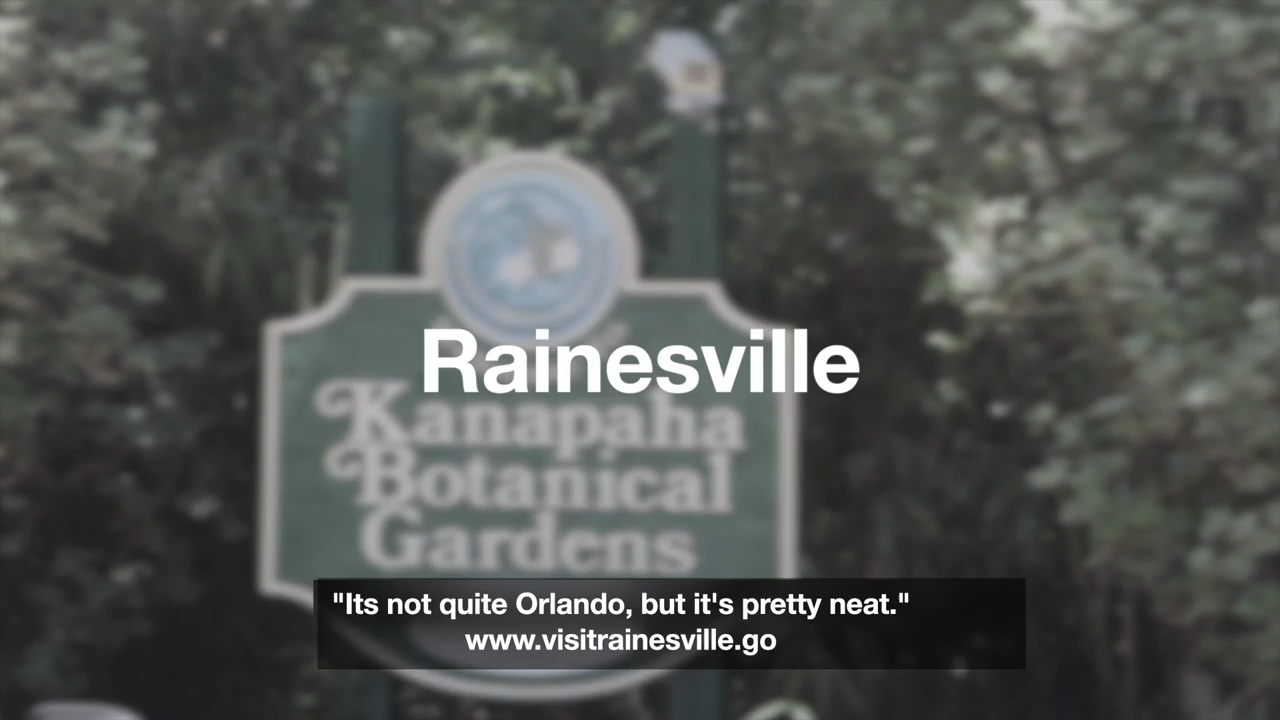 Rainesville
Kanapaha
Botanical
Gardens
"Its not quite Orlando, but it's pretty neat."
www.visitrainesville.go